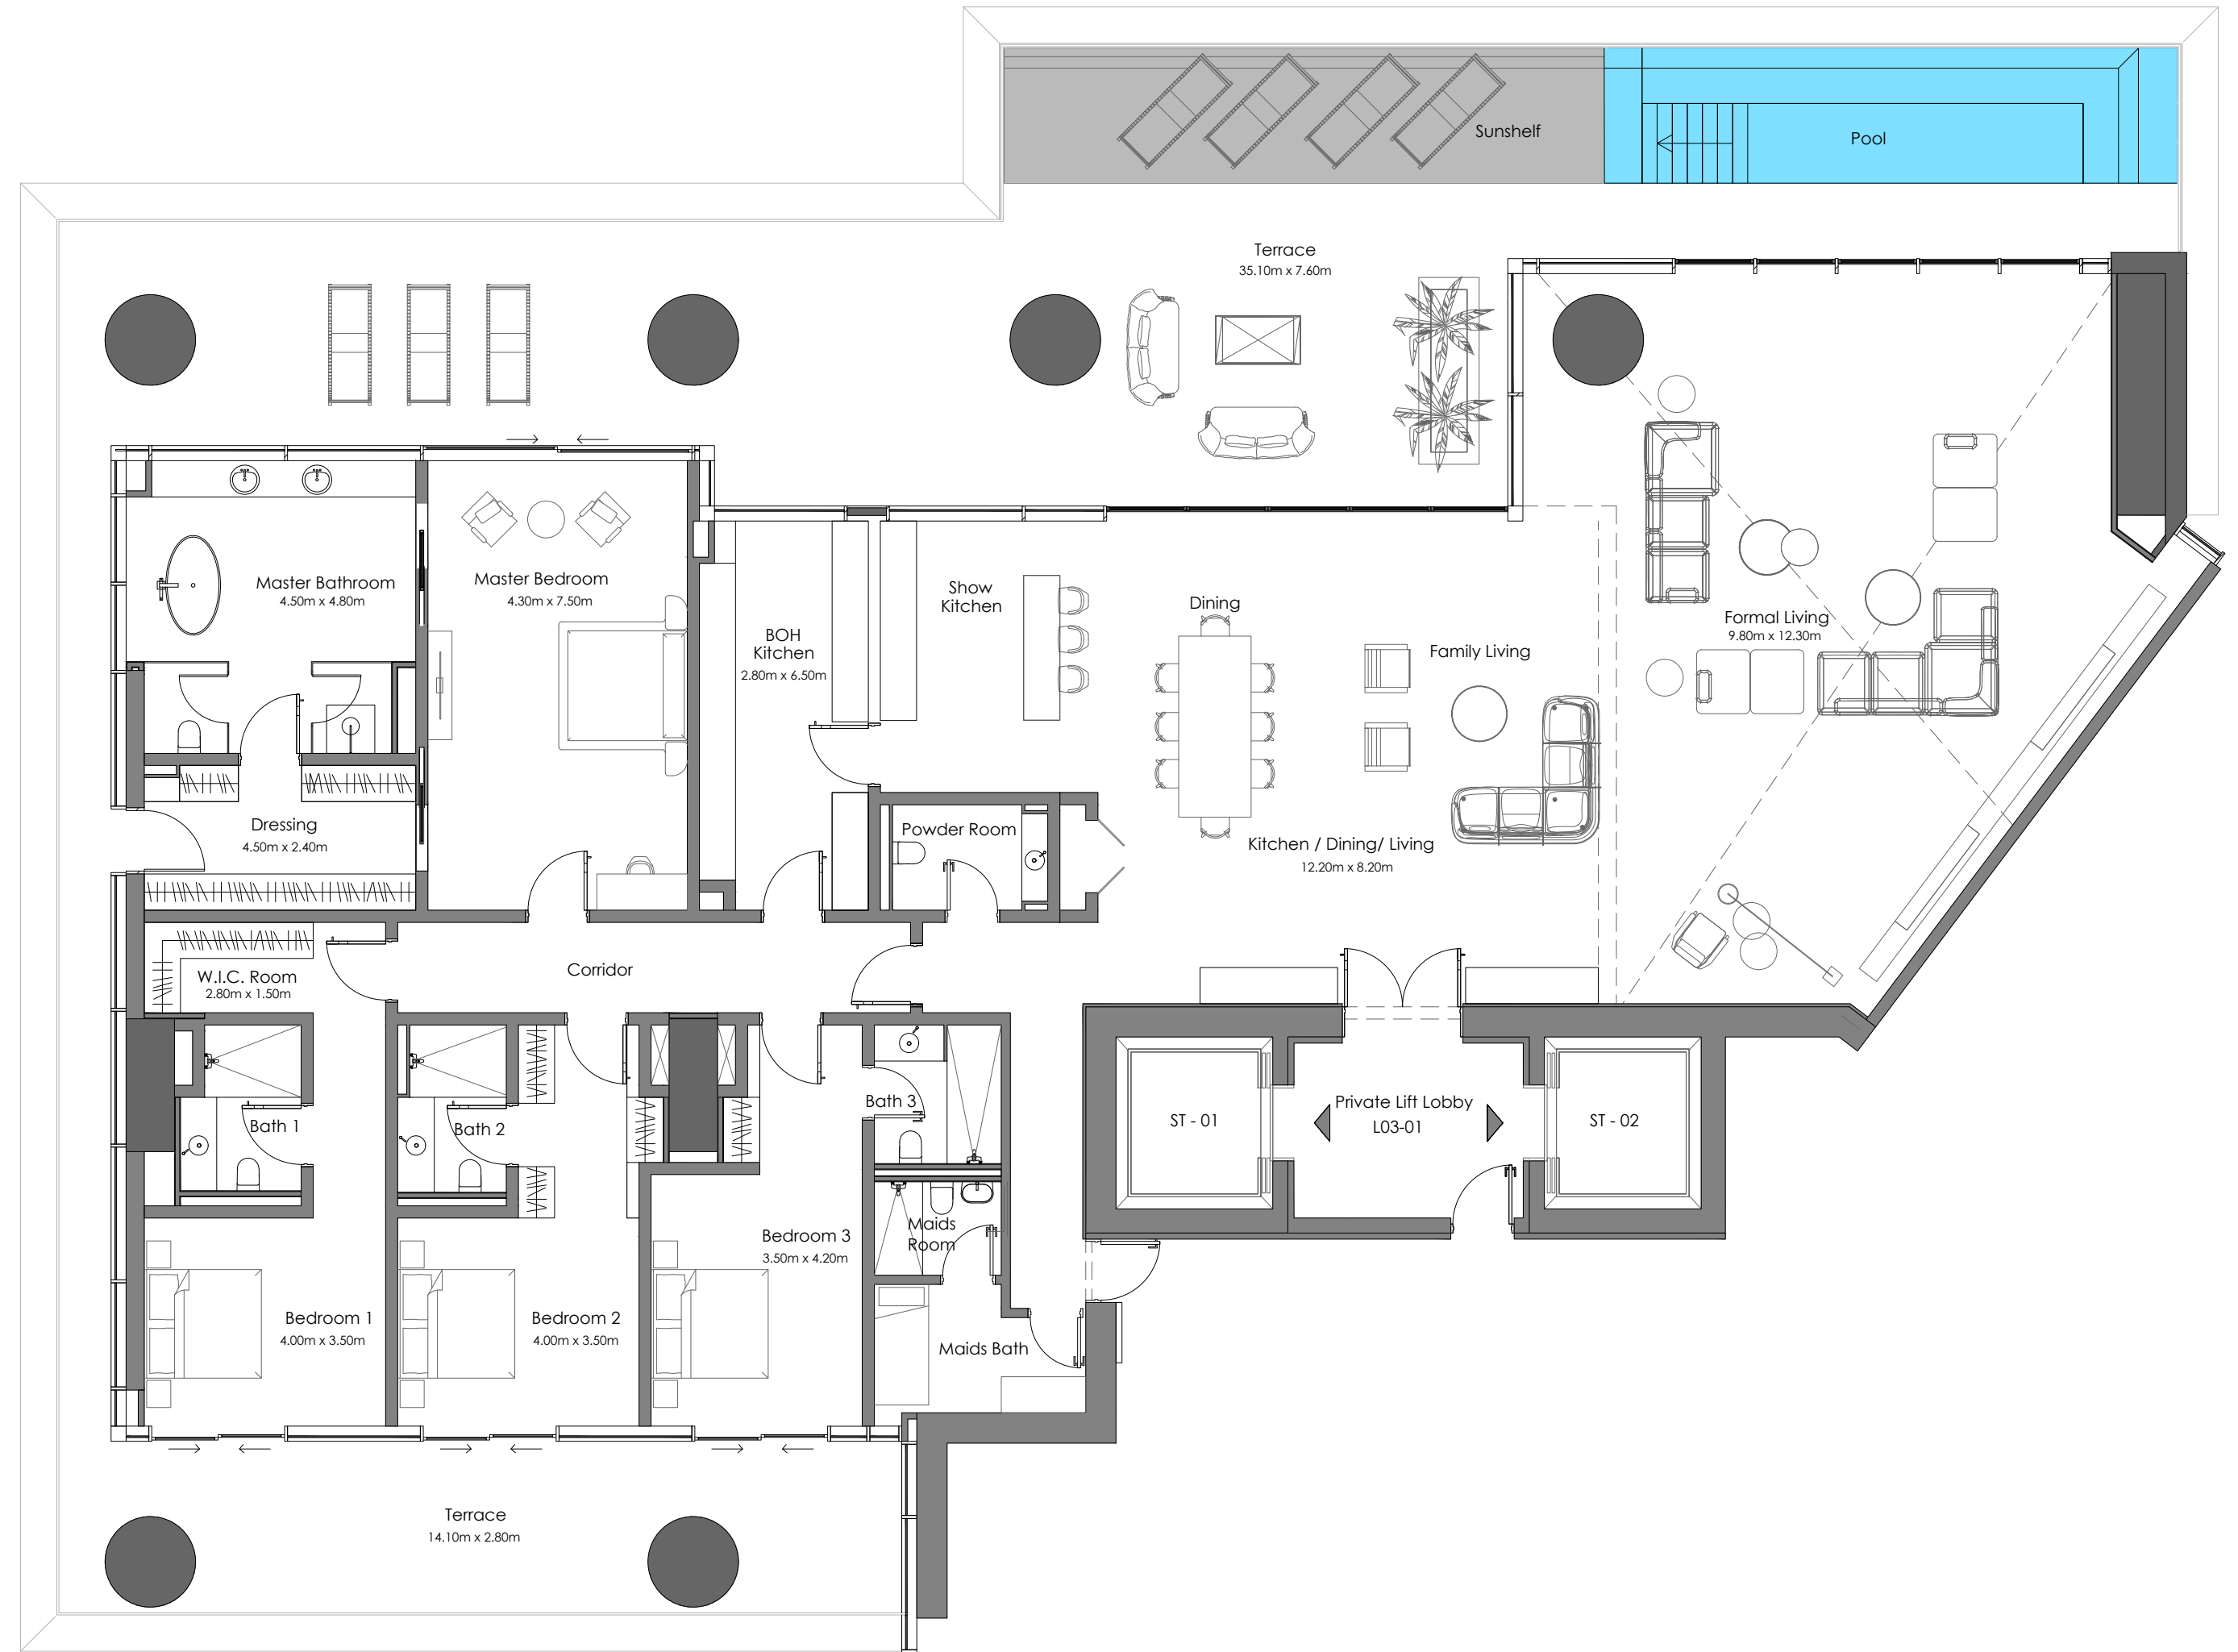 Sunshelf
Pool
Terrace
35.10m x 7.60m
Master Bathroom
4.50m x 4.80m
Master Bedroom
4.30m x 7.50m
BOH
Kitchen
2.80m x 6.50m
Show
Kitchen
Dining
Family Living
Formal Living
9.80m x 12.30m
Dressing
4.50m x 2.40m
Powder Room
Kitchen / Dining/ Living
12.20m x 8.20m
W.I.C. Room
2.80m x 1.50m
Corridor
Bath 1
Bath 2
Bath 3
ST - 01
Private Lift Lobby
L03-01
ST - 02
Maids
Room
Bedroom 3
3.50m x 4.20m
Bedroom 1
4.00m x 3.50m
Bedroom 2
4.00m x 3.50m
Maids Bath
Terrace
14.10m x 2.80m